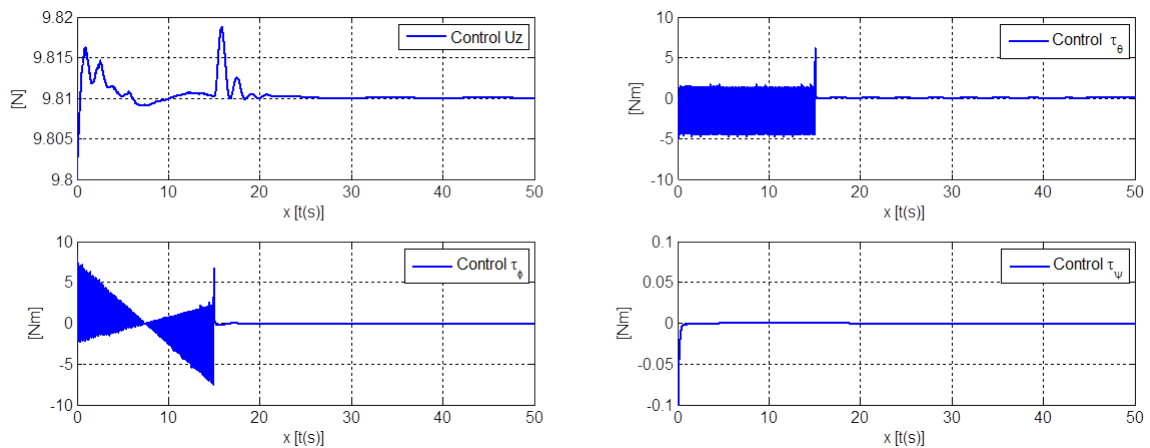 9.82
9.815
9.81
9.805
9.8
[N]
Control Uz
0 10 20 30 40 50
x [t(s)]
10
5
0
-5
-10
[Nm]
Control τθ
0 10 20 30 40 50
x [t(s)]
10
5
0
-5
-10
[Nm]
Control τϕ
0 10 20 30 40 50
x [t(s)]
0.1
0.05
0
-0.05
-0.1
[Nm]
Control τψ
0 10 20 30 40 50
x [t(s)]